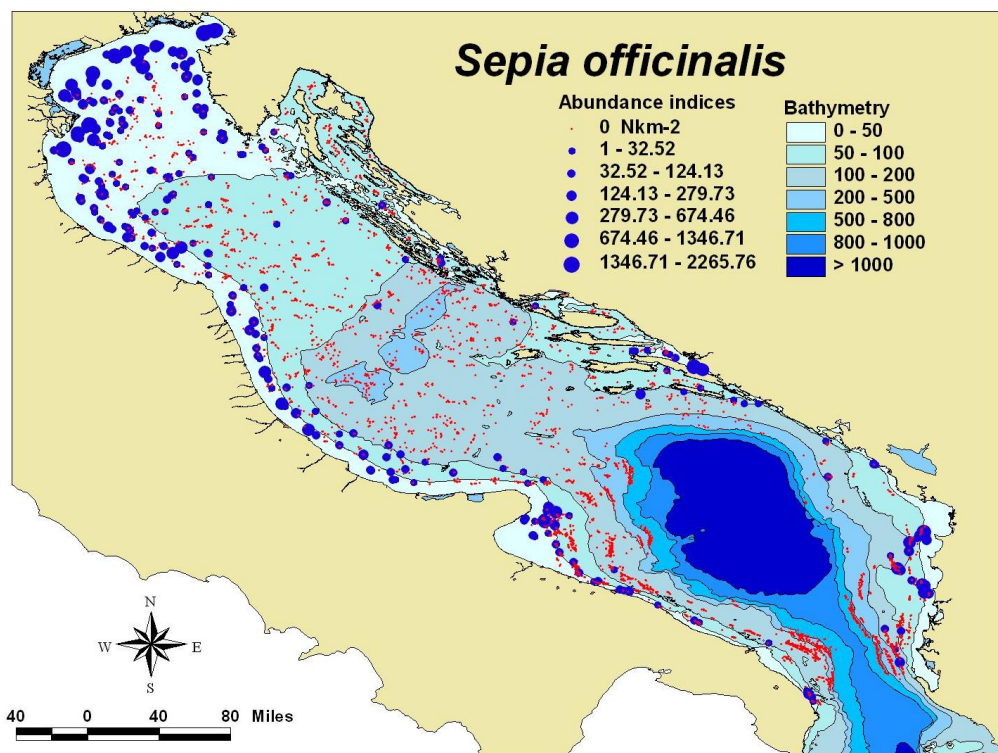 Sepia officinalis
Abundance indices
0 Nkm-2
1 - 32.52
32.52 - 124.13
124.13 - 279.73
279.73 - 674.46
674.46 - 1346.71
1346.71 - 2265.76
Bathymetry
0 - 50
50 - 100
100 - 200
200 - 500
500 - 800
800 - 1000
> 1000
N
W E
S
40 0 40 80 Miles